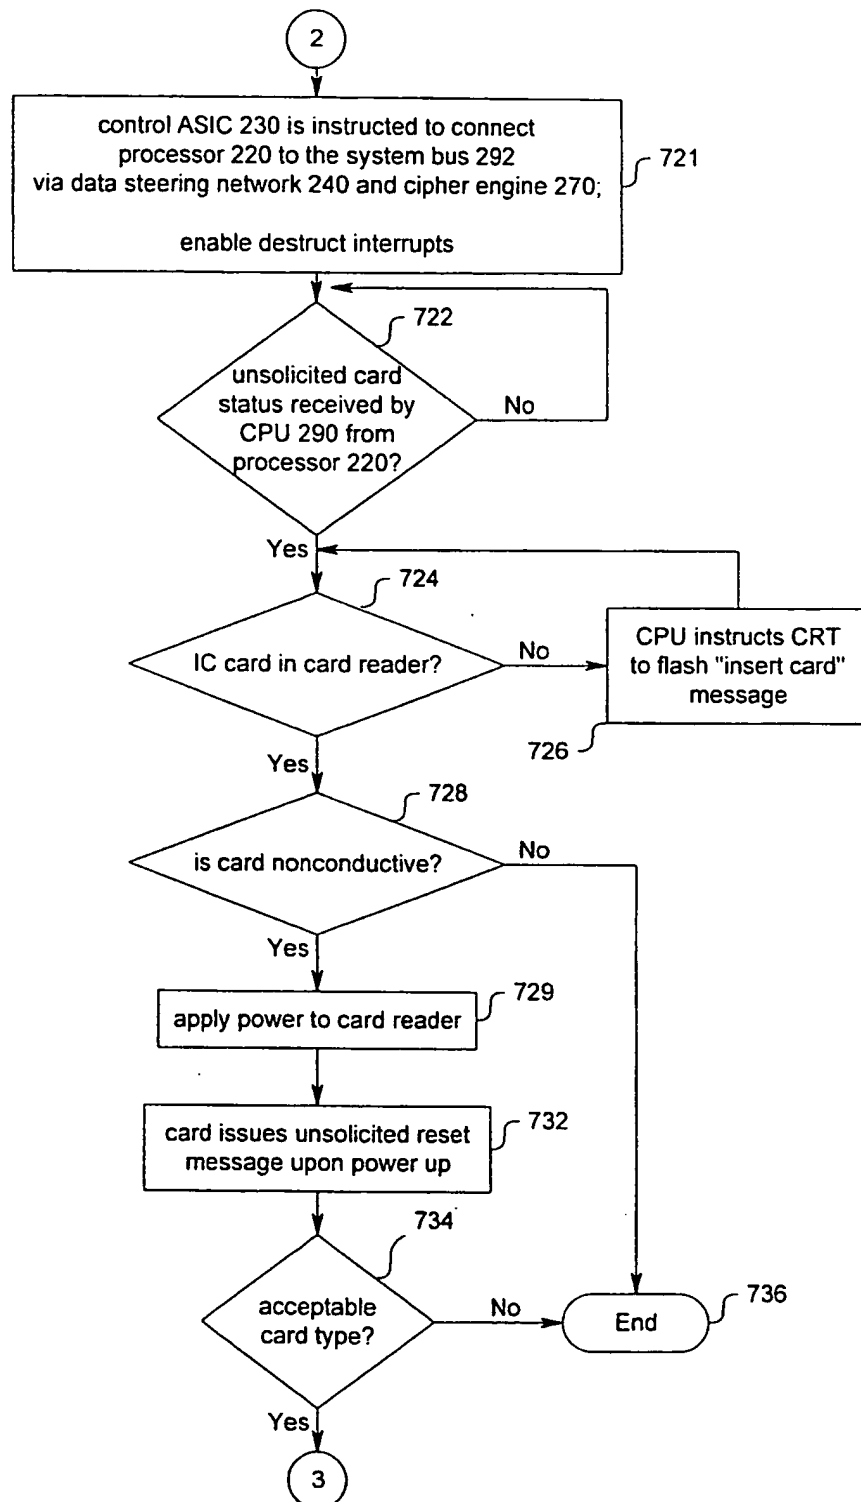 2
control ASIC 230 is instructed to connect
processor 220 to the system bus 292
via data steering network 240 and cipher engine 270;
enable destruct interrupts
721
722
unsolicited card
status received by
CPU 290 from
processor 220?
No
Yes
724
IC card in card reader?
No
CPU instructs CRT
to flash "insert card"
message
726
Yes
728
is card nonconductive?
No
Yes
729
apply power to card reader
732
card issues unsolicited reset
message upon power up
734
acceptable
card type?
No
End
736
Yes
3